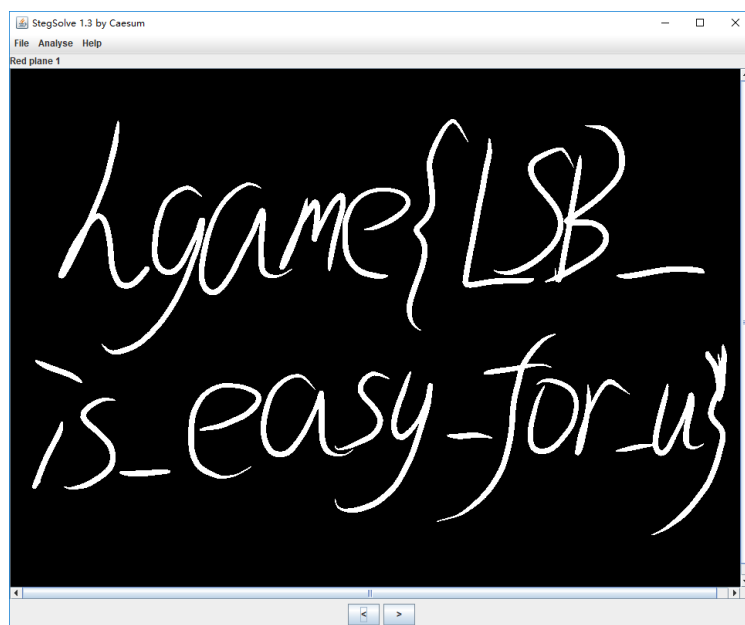 StegSolve 1.3 by Caesum
File Analyse Help
Red plane 1
hgame{LSB_
is_easy_for_u}
< >